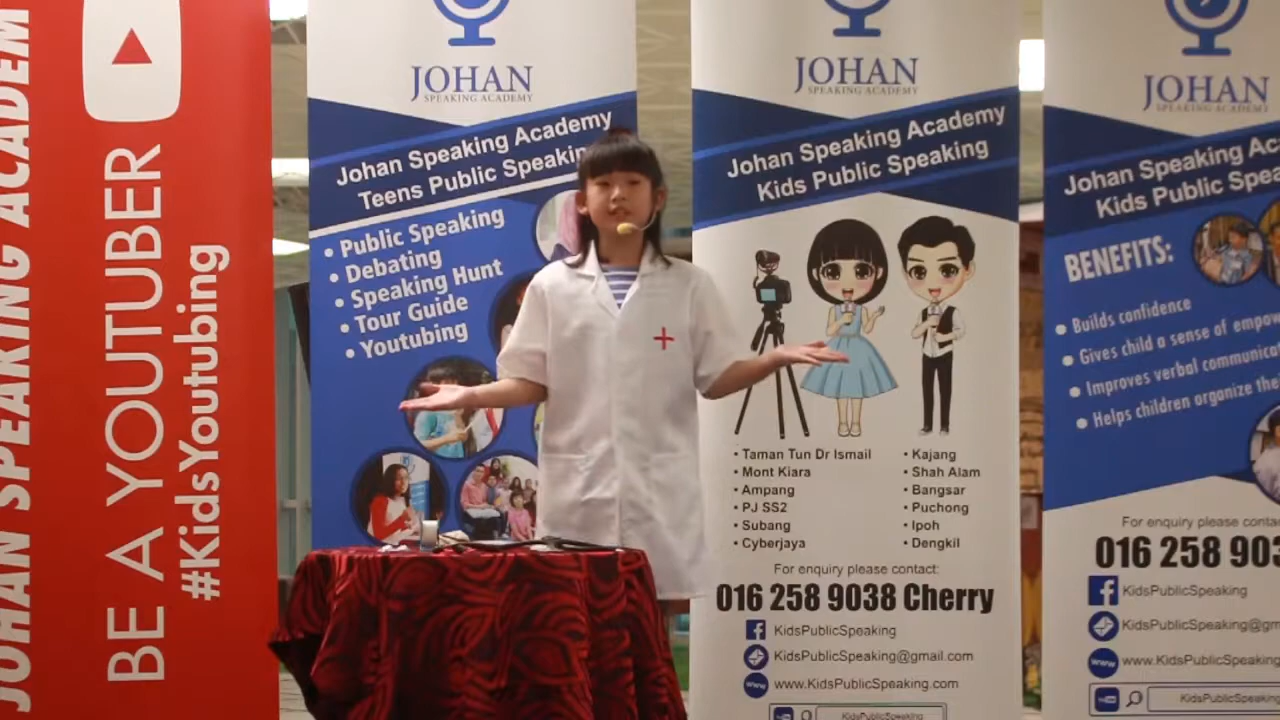 JOHAN SPEAKING ACADEM
BE A YOUTUBER
#KidsYoutubing
JOHAN
SPEAKING ACADEMY
Johan Speaking Academy
Teens Public Speakin
• Public Speaking
• Debating
• Speaking Hunt
• Tour Guide
• Youtubing
JOHAN
SPEAKING ACADEMY
Johan Speaking Academy
Kids Public Speaking
• Taman Tun Dr Ismail
• Mont Kiara
• Ampang
• PJ SS2
• Subang
• Cyberjaya
• Kajang
• Shah Alam
• Bangsar
• Puchong
• Ipoh
• Dengkil
For enquiry please contact:
016 258 9038 Cherry
KidsPublicSpeaking
KidsPublicSpeaking@gmail.com
www.KidsPublicSpeaking.com
KidsPublicSpeaking
JOHAN
SPEAKING ACADEMY
Johan Speaking Ac
Kids Public Spea
BENEFITS:
• Builds confidence
• Gives child a sense of empow
• Improves verbal communica
• Helps children organize the
For enquiry please contac
016 258 903
KidsPublicSpeaking
KidsPublicSpeaking@gm
www.KidsPublicSpeaking
KidsPublicSpeaking